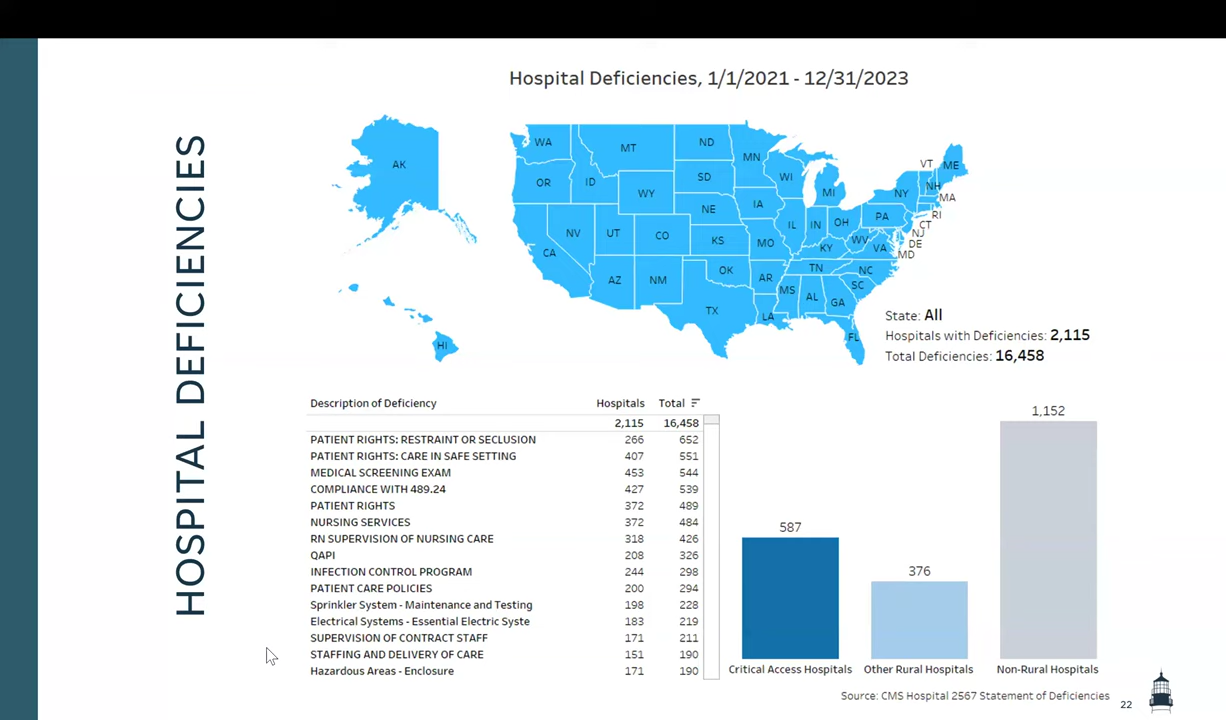 HOSPITAL DEFICIENCIES
Hospital Deficiencies, 1/1/2021 - 12/31/2023
AK
HI
WA
MT
ND
MN
OR
ID
WY
SD
WI
MI
VT
ME
NY
NH
MA
NV
UT
CO
NE
IA
IL
IN
OH
PA
RI
CT
NJ
DE
MD
CA
AZ
NM
KS
MO
KY
WV
VA
OK
AR
TN
NC
TX
LA
MS
AL
GA
SC
FL
State: All
Hospitals with Deficiencies: 2,115
Total Deficiencies: 16,458
Description of Deficiency Hospitals Total
2,115 16,458
PATIENT RIGHTS: RESTRAINT OR SECLUSION 266 652
PATIENT RIGHTS: CARE IN SAFE SETTING 407 551
MEDICAL SCREENING EXAM 453 544
COMPLIANCE WITH 489.24 427 539
PATIENT RIGHTS 372 489
NURSING SERVICES 372 484
RN SUPERVISION OF NURSING CARE 318 426
QAPI 208 326
INFECTION CONTROL PROGRAM 244 298
PATIENT CARE POLICIES 200 294
Sprinkler System - Maintenance and Testing 198 228
Electrical Systems - Essential Electric Syste 183 219
SUPERVISION OF CONTRACT STAFF 171 211
STAFFING AND DELIVERY OF CARE 151 190
Hazardous Areas - Enclosure 171 190
587
376
1,152
Critical Access Hospitals
Other Rural Hospitals
Non-Rural Hospitals
Source: CMS Hospital 2567 Statement of Deficiencies
22